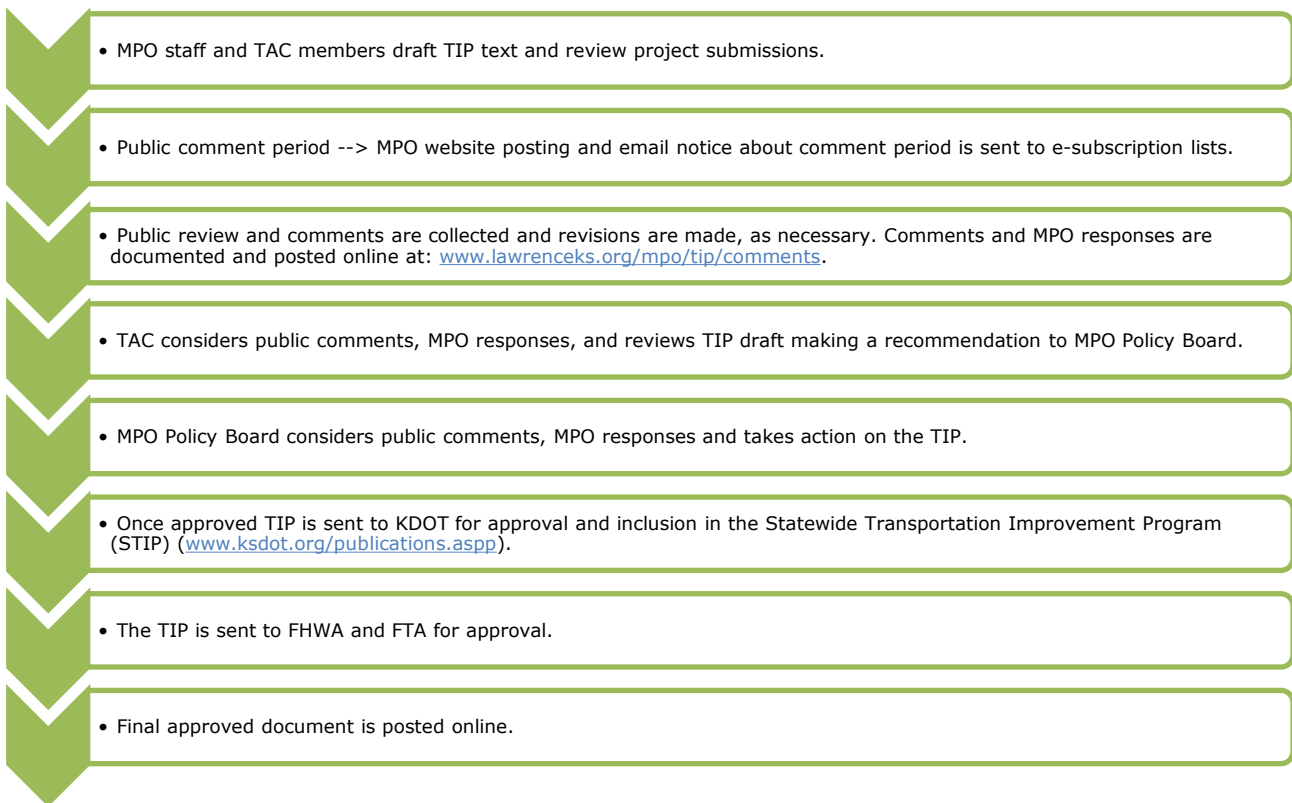 • MPO staff and TAC members draft TIP text and review project submissions.
• Public comment period --> MPO website posting and email notice about comment period is sent to e-subscription lists.
• Public review and comments are collected and revisions are made, as necessary. Comments and MPO responses are
documented and posted online at: www.lawrenceks.org/mpo/tip/comments.
• TAC considers public comments, MPO responses, and reviews TIP draft making a recommendation to MPO Policy Board.
• MPO Policy Board considers public comments, MPO responses and takes action on the TIP.
• Once approved TIP is sent to KDOT for approval and inclusion in the Statewide Transportation Improvement Program
(STIP) (www.ksdot.org/publications.aspp).
• The TIP is sent to FHWA and FTA for approval.
• Final approved document is posted online.